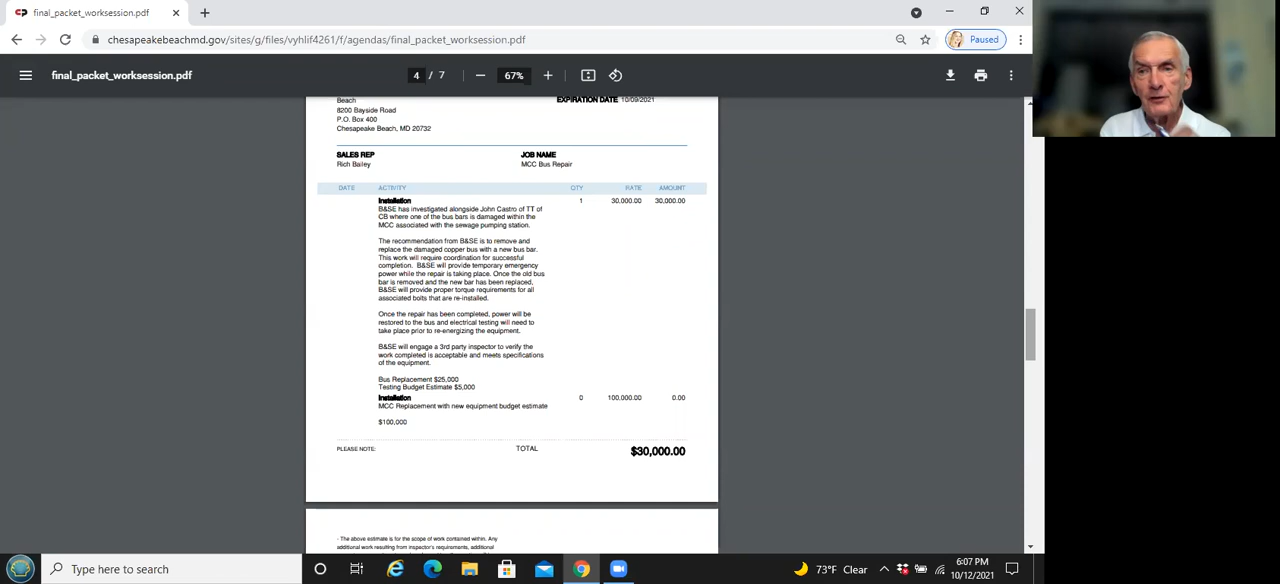 final_packet_worksession.pdf
chesapeakebeachmd.gov/sites/g/files/vyhlif4261/f/agendas/final_packet_worksession.pdf
Paused
final_packet_worksession.pdf
4 / 7
67%
Beach
8200 Bayside Road
P.O. Box 400
Chesapeake Beach, MD 20732
EXPIRATION DATE 10/09/2021
SALES REP
Rich Bailey
JOB NAME
MCC Bus Repair
DATE ACTIVITY QTY RATE AMOUNT
Installation 1 30,000.00 30,000.00
B&SE has investigated alongside John Castro of TT of
CB where one of the bus bars is damaged within the
MCC associated with the sewage pumping station.
The recommendation from B&SE is to remove and
replace the damaged copper bus with a new bus bar.
This work will require coordination for successful
completion. B&SE will provide temporary emergency
power while the repair is taking place. Once the old bus
bar is removed and the new bar has been replaced,
B&SE will provide proper torque requirements for all
associated bolts that are re-installed.
Once the repair has been completed, power will be
restored to the bus and electrical testing will need to
take place prior to re-energizing the equipment.
B&SE will engage a 3rd party inspector to verify the
work completed is acceptable and meets specifications
of the equipment.
Bus Replacement $25,000
Testing Budget Estimate $5,000
Installation 0 100,000.00 0.00
MCC Replacement with new equipment budget estimate
$100,000
PLEASE NOTE: TOTAL $30,000.00
- The above estimate is for the scope of work contained within. Any
additional work resulting from inspector's requirements, additional
Type here to search
73°F Clear
6:07 PM
10/12/2021